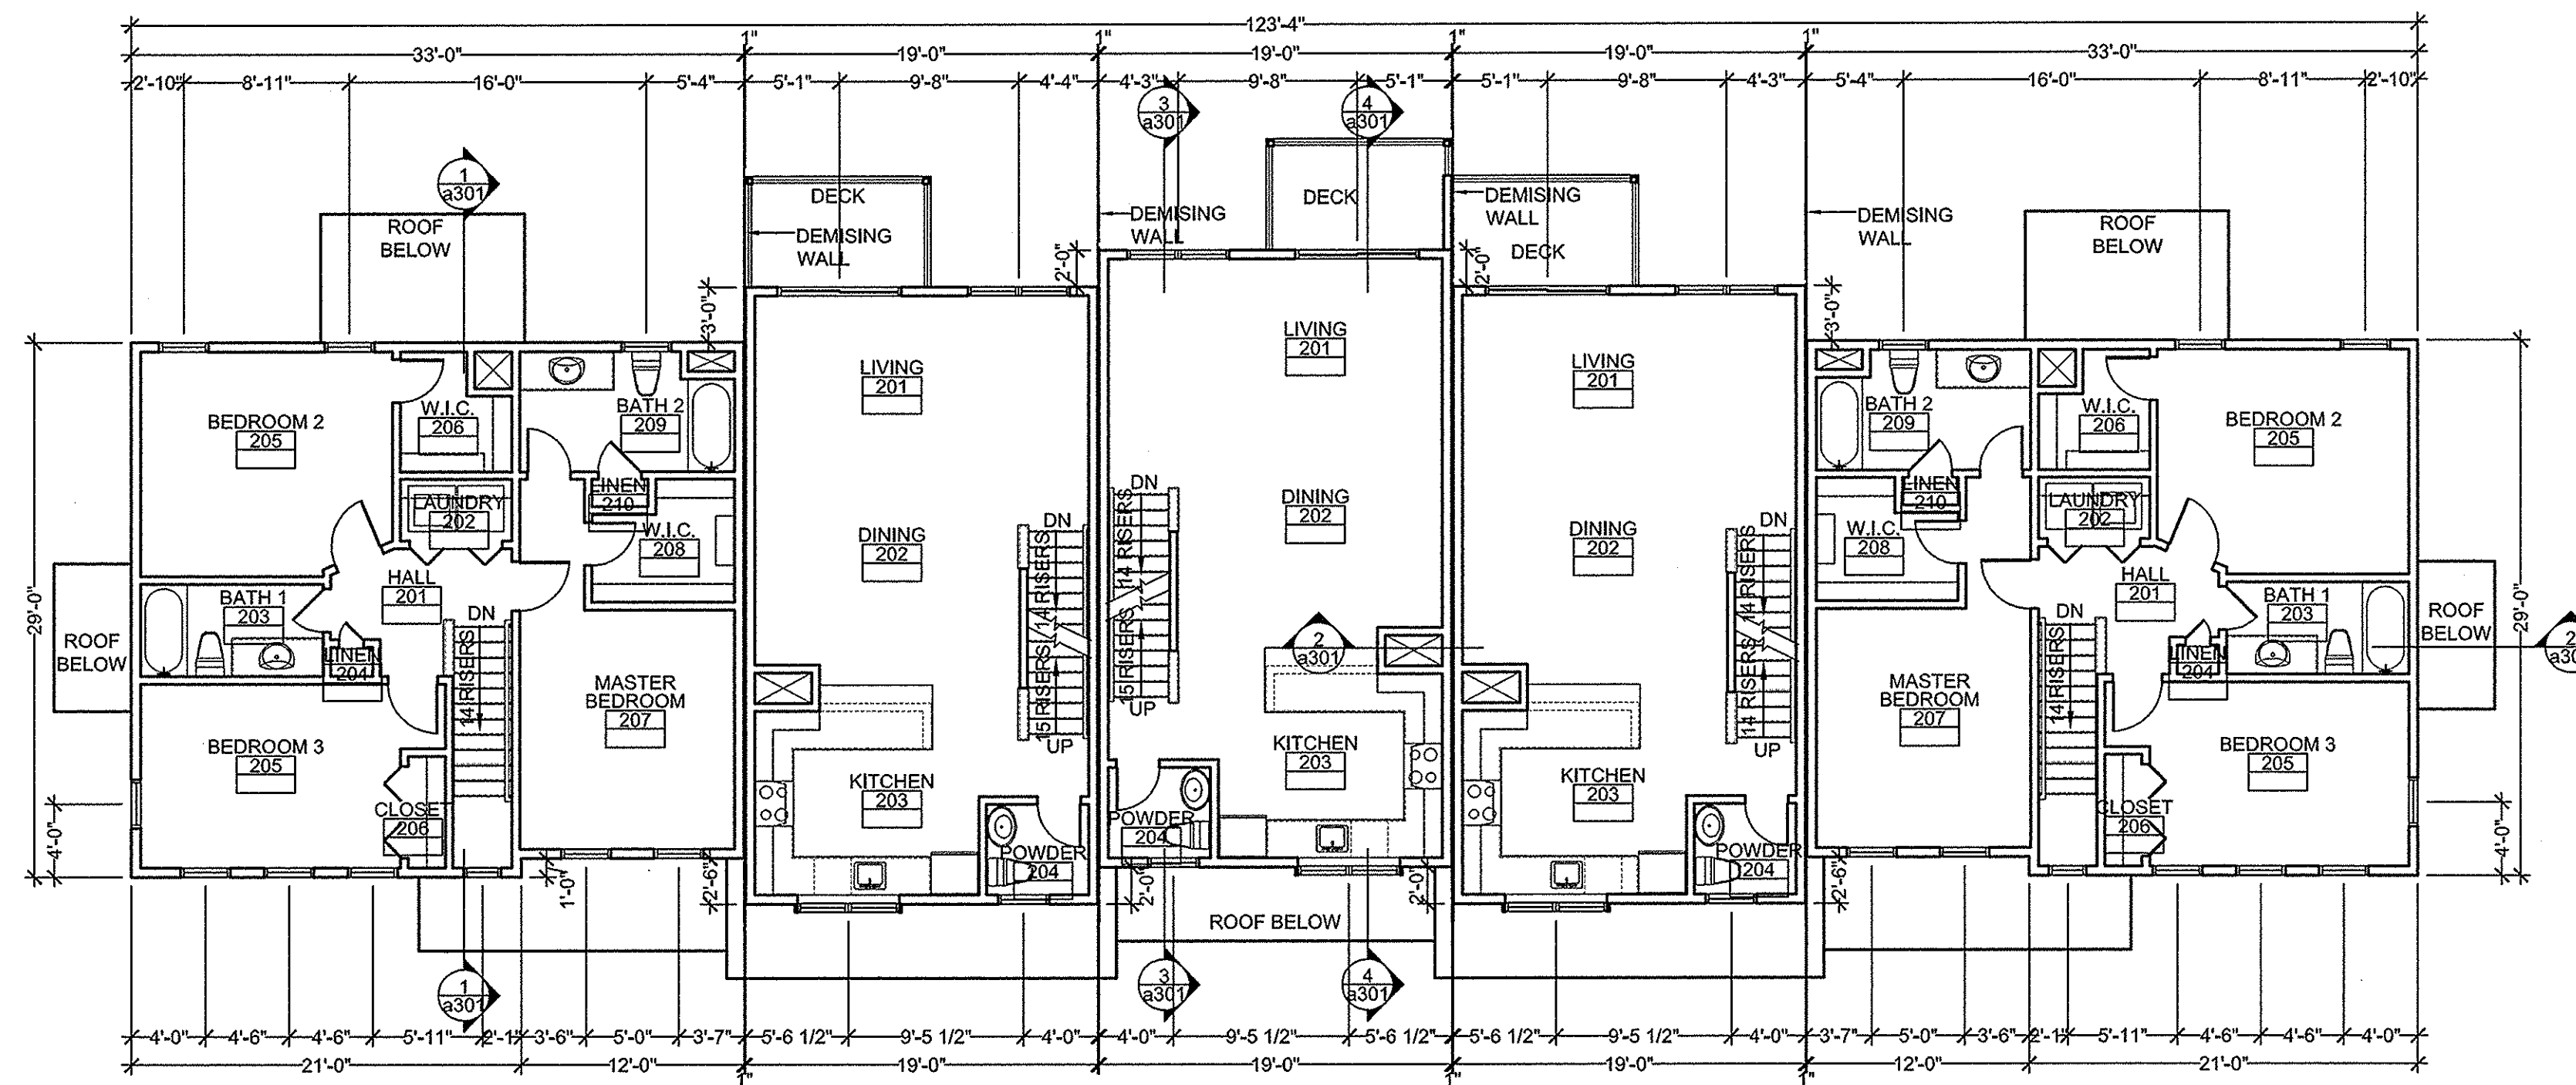 123'-4"
33'-0" 1" 19'-0" 1" 19'-0" 1" 19'-0" 1" 33'-0"
2'-10" 8'-11" 16'-0" 5'-4" 5'-1" 9'-8" 4'-4" 4'-3" 9'-8" 5'-1" 5'-1" 9'-8" 4'-3" 5'-4" 16'-0" 8'-11" 2'-10"
3
a301
4
a301
1
a301
ROOF
BELOW
DECK
DEMISING
WALL
DEMISING
WALL
DECK
DEMISING
WALL
DECK
DEMISING
WALL
ROOF
BELOW
3'-0"
2'-0"
2'-0"
3'-0"
29'-0"
4'-0"
ROOF
BELOW
BEDROOM 2
205
W.I.C.
206
BATH 2
209
LAUNDRY
202
LINEN
210
W.I.C.
208
HALL
201
BATH 1
203
LINEN
204
DN
14 RISERS
MASTER
BEDROOM
207
BEDROOM 3
205
CLOSE
206
1'-0"
2'-6"
LIVING
201
DINING
202
DN
14 RISERS
15 RISERS
UP
KITCHEN
203
POWDER
204
2'-0"
LIVING
201
DN
14 RISERS
15 RISERS
UP
DINING
202
2
a301
KITCHEN
203
POWDER
204
2'-0"
ROOF BELOW
LIVING
201
DINING
202
DN
14 RISERS
14 RISERS
UP
KITCHEN
203
POWDER
204
2'-6"
BATH 2
209
W.I.C.
206
BEDROOM 2
205
LINEN
210
LAUNDRY
202
W.I.C.
208
HALL
201
BATH 1
203
DN
14 RISERS
LINEN
204
MASTER
BEDROOM
207
BEDROOM 3
205
CLOSET
206
ROOF
BELOW
29'-0"
4'-0"
2
1
a301
3
a301
4
a301
4'-0" 4'-6" 4'-6" 5'-11" 2'-1" 3'-6" 5'-0" 3'-7" 5'-6 1/2" 9'-5 1/2" 4'-0" 4'-0" 9'-5 1/2" 5'-6 1/2" 5'-6 1/2" 9'-5 1/2" 4'-0" 3'-7" 5'-0" 3'-6" 2'-1" 5'-11" 4'-6" 4'-6" 4'-0"
21'-0" 12'-0" 19'-0" 19'-0" 19'-0" 12'-0" 21'-0"
1" 1" 1"